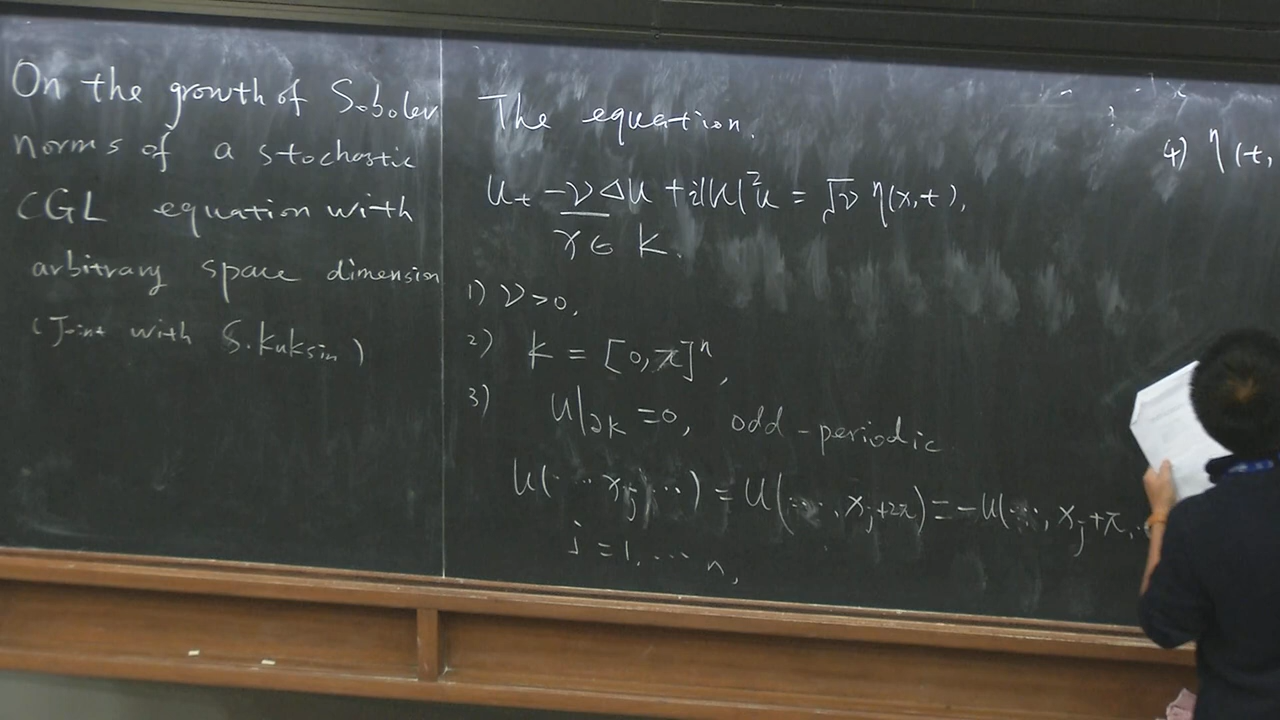 On the growth of Sobolev
norms of a stochastic
CGL equation with
arbitrary space dimension
(Joint with S. Kuksin)
The equation.
u_t - ν Δu + i|u|²u = √ν η(x,t),
x ∈ K.
1) ν > 0,
2) K = [0, π]ⁿ,
3) u|∂K = 0, odd-periodic
u(… x_j, …) = u(…, x_j+2π) = -u(…, x_j+π, …
j = 1, … n,
4) η(t,